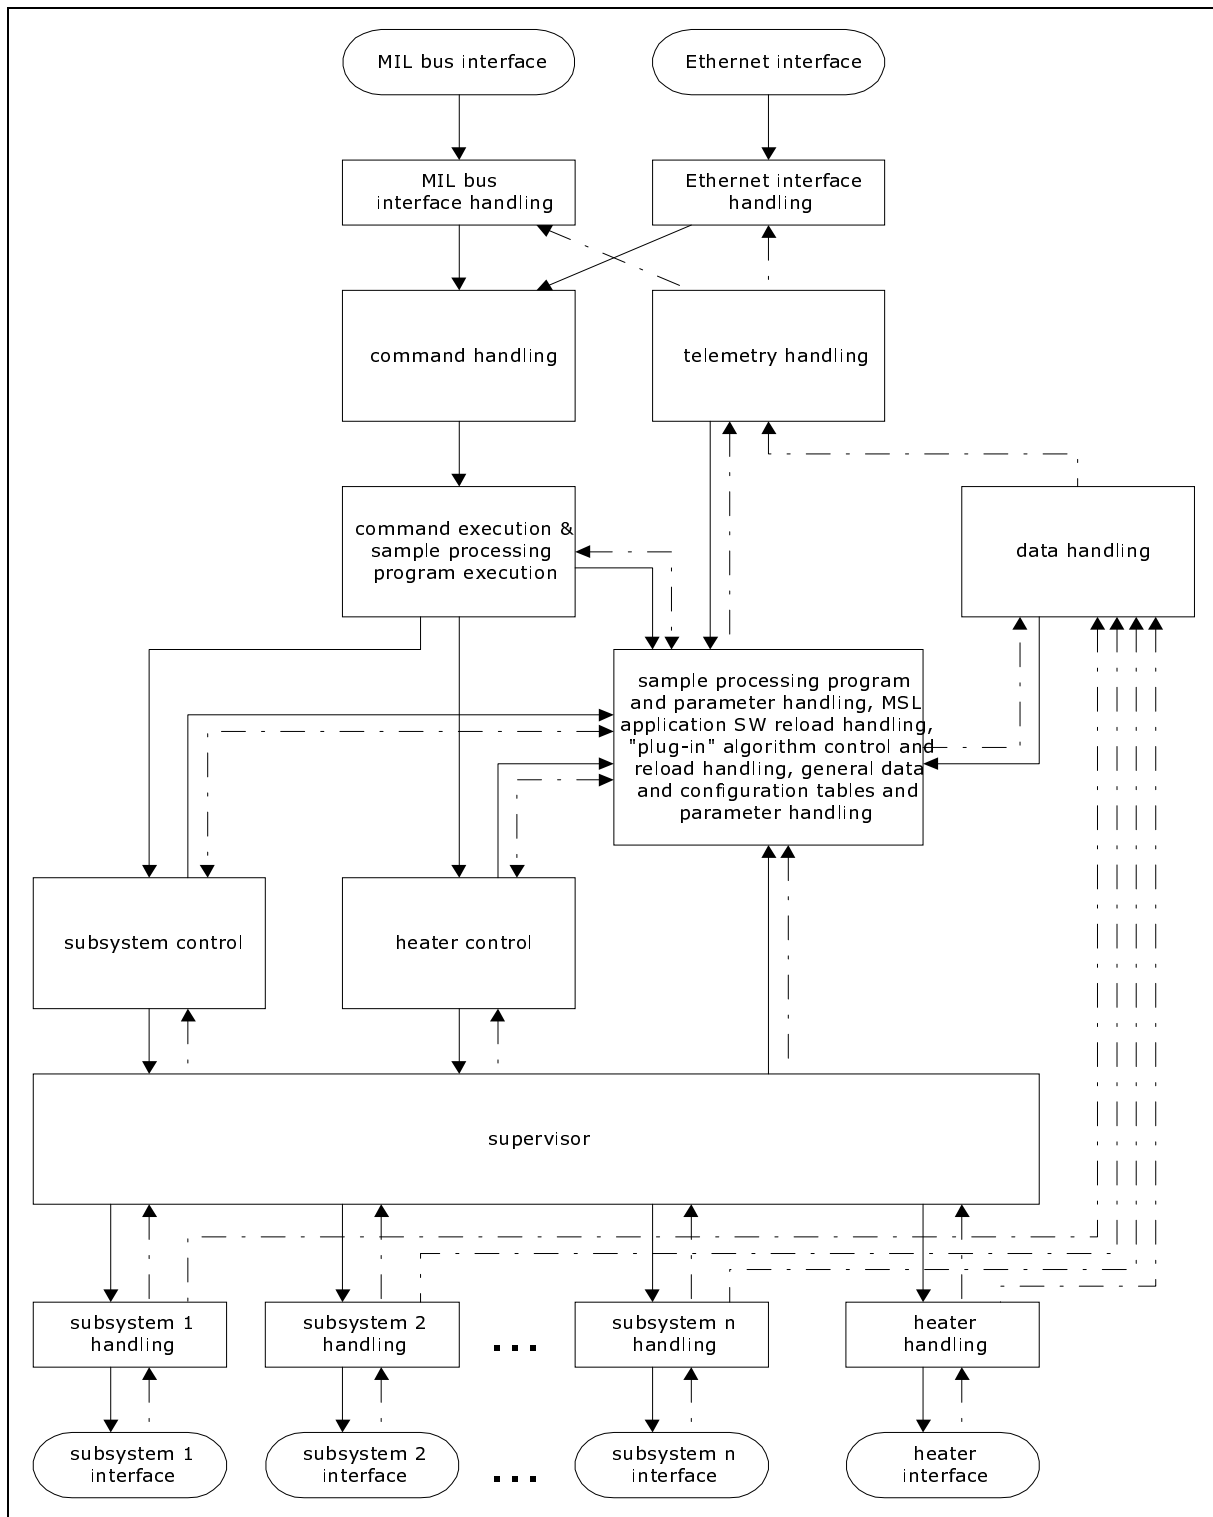 MIL bus interface
Ethernet interface
MIL bus
interface handling
Ethernet interface
handling
command handling
telemetry handling
command execution &
sample processing
program execution
data handling
sample processing program
and parameter handling, MSL
application SW reload handling,
"plug-in" algorithm control and
reload handling, general data
and configuration tables and
parameter handling
subsystem control
heater control
supervisor
subsystem 1
handling
subsystem 2
handling
...
subsystem n
handling
heater
handling
subsystem 1
interface
subsystem 2
interface
...
subsystem n
interface
heater
interface